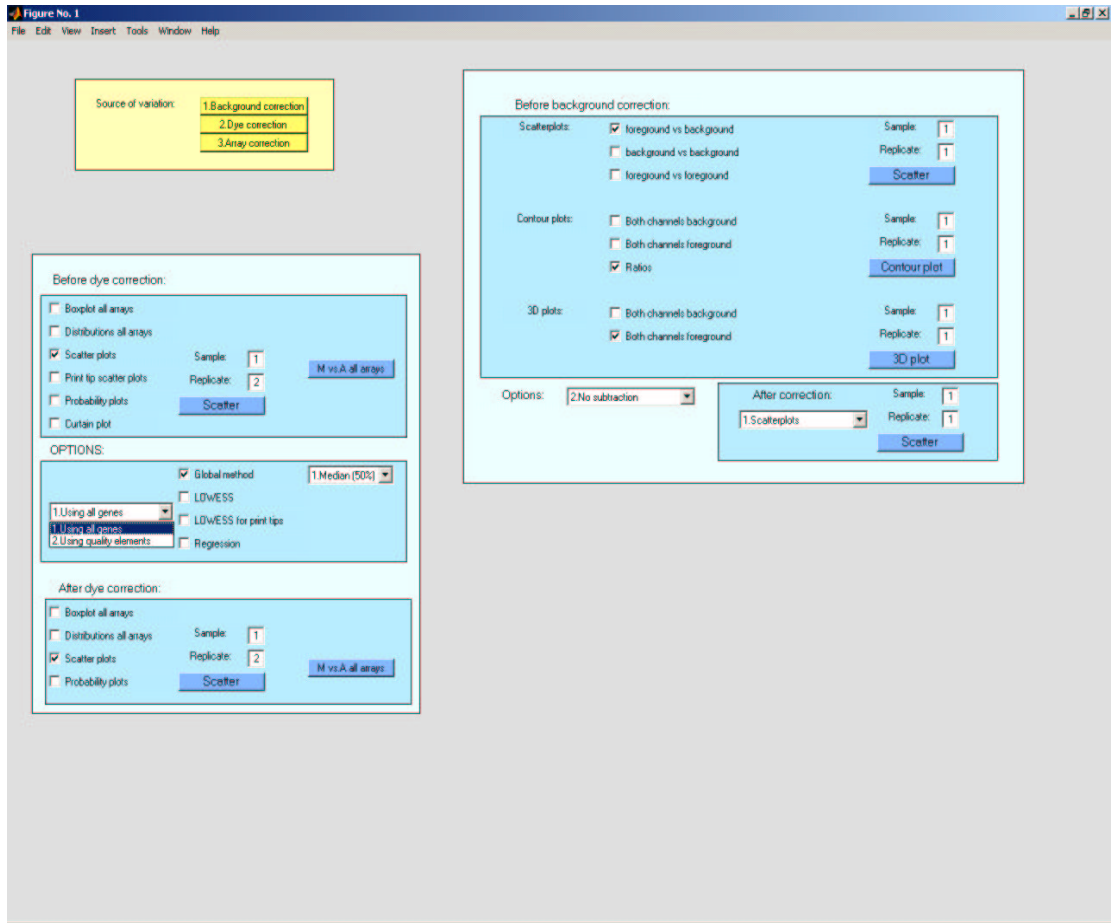 Figure No. 1
File Edit View Insert Tools Window Help
Source of variation:
1.Background correction
2.Dye correction
3.Array correction
Before background correction:
Scatterplots: foreground vs background Sample: 1
background vs background Replicate: 1
foreground vs foreground Scatter
Contour plots: Both channels background Sample: 1
Both channels foreground Replicate: 1
Ratios Contour plot
3D plots: Both channels background Sample: 1
Both channels foreground Replicate: 1
3D plot
Options: 2.No subtraction
After correction: Sample: 1
1.Scatterplots Replicate: 1
Scatter
Before dye correction:
Boxplot all arrays
Distributions all arrays
Scatter plots Sample: 1 M vs.A all arrays
Print tip scatter plots Replicate: 2
Probability plots Scatter
Curtain plot
OPTIONS:
Global method 1.Median (50%)
LOWESS
1.Using all genes LOWESS for print tips
1.Using all genes
2.Using quality elements Regression
After dye correction:
Boxplot all arrays
Distributions all arrays Sample: 1
Scatter plots Replicate: 2 M vs.A all arrays
Probability plots Scatter